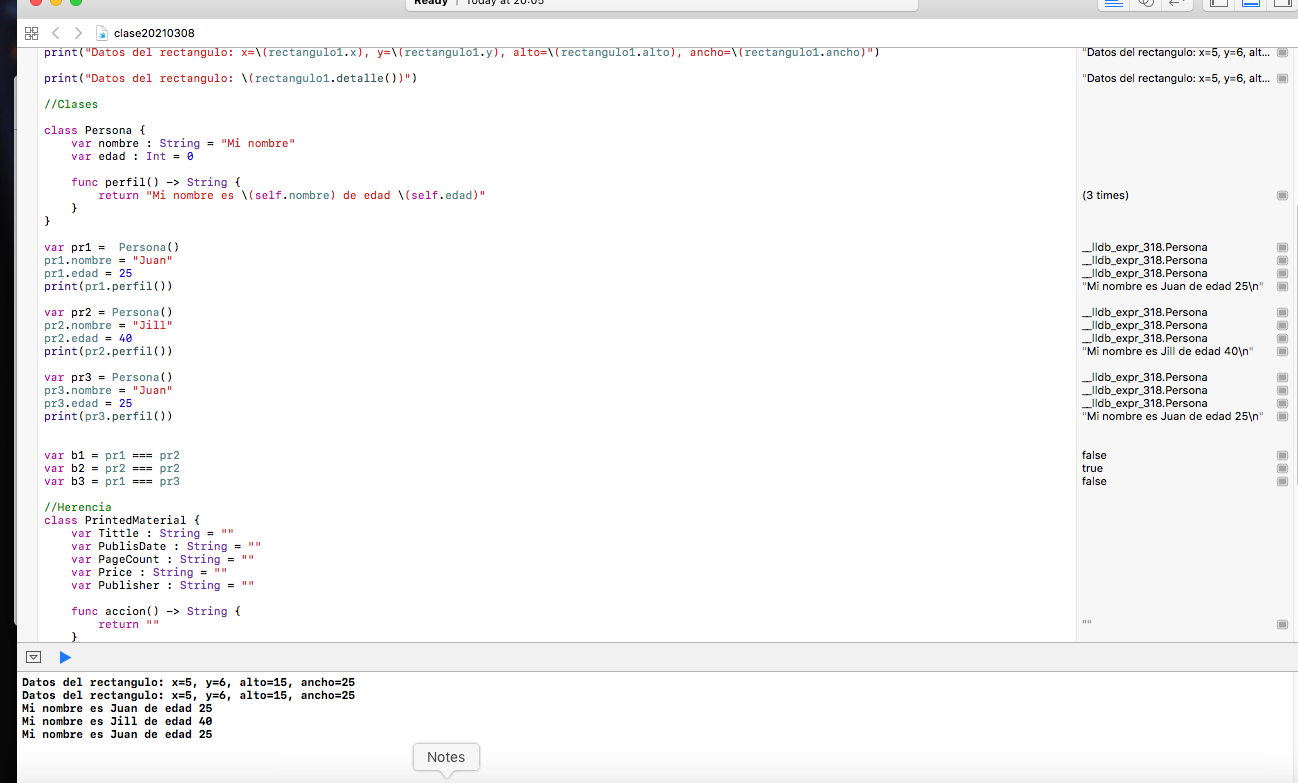 Ready | Today at 20:05
clase20210308
print("Datos del rectangulo: x=\(rectangulo1.x), y=\(rectangulo1.y), alto=\(rectangulo1.alto), ancho=\(rectangulo1.ancho)") "Datos del rectangulo: x=5, y=6, alt...
print("Datos del rectangulo: \(rectangulo1.detalle())") "Datos del rectangulo: x=5, y=6, alt...
//Clases
class Persona {
var nombre : String = "Mi nombre"
var edad : Int = 0
func perfil() -> String {
return "Mi nombre es \(self.nombre) de edad \(self.edad)" (3 times)
}
}
var pr1 =  Persona() __lldb_expr_318.Persona
pr1.nombre = "Juan" __lldb_expr_318.Persona
pr1.edad = 25 __lldb_expr_318.Persona
print(pr1.perfil()) "Mi nombre es Juan de edad 25\n"
var pr2 = Persona() __lldb_expr_318.Persona
pr2.nombre = "Jill" __lldb_expr_318.Persona
pr2.edad = 40 __lldb_expr_318.Persona
print(pr2.perfil()) "Mi nombre es Jill de edad 40\n"
var pr3 = Persona() __lldb_expr_318.Persona
pr3.nombre = "Juan" __lldb_expr_318.Persona
pr3.edad = 25 __lldb_expr_318.Persona
print(pr3.perfil()) "Mi nombre es Juan de edad 25\n"
var b1 = pr1 === pr2 false
var b2 = pr2 === pr2 true
var b3 = pr1 === pr3 false
//Herencia
class PrintedMaterial {
var Tittle : String = ""
var PublisDate : String = ""
var PageCount : String = ""
var Price : String = ""
var Publisher : String = ""
func accion() -> String {
return "" ""
}
Datos del rectangulo: x=5, y=6, alto=15, ancho=25
Datos del rectangulo: x=5, y=6, alto=15, ancho=25
Mi nombre es Juan de edad 25
Mi nombre es Jill de edad 40
Mi nombre es Juan de edad 25
Notes